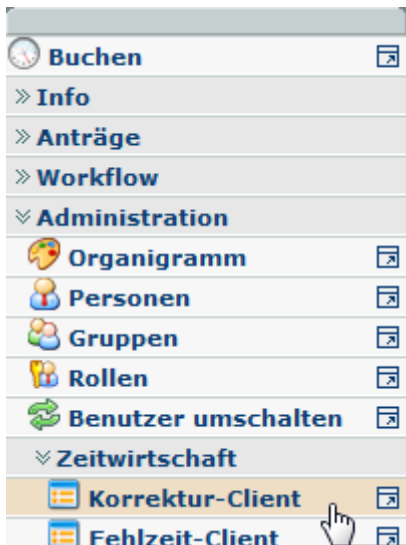 Buchen
Info
Anträge
Workflow
Administration
Organigramm
Personen
Gruppen
Rollen
Benutzer umschalten
Zeitwirtschaft
Korrektur-Client
Fehlzeit-Client